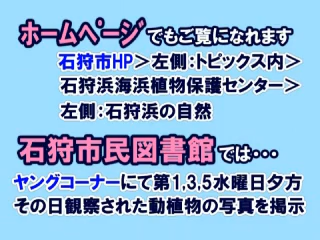 ホームページでもご覧になれます
石狩市HP＞左側：トピックス内＞
石狩浜海浜植物保護センター＞
左側：石狩浜の自然
石狩市民図書館では・・・
ヤングコーナーにて第1,3,5水曜日夕方
その日観察された動植物の写真を掲示